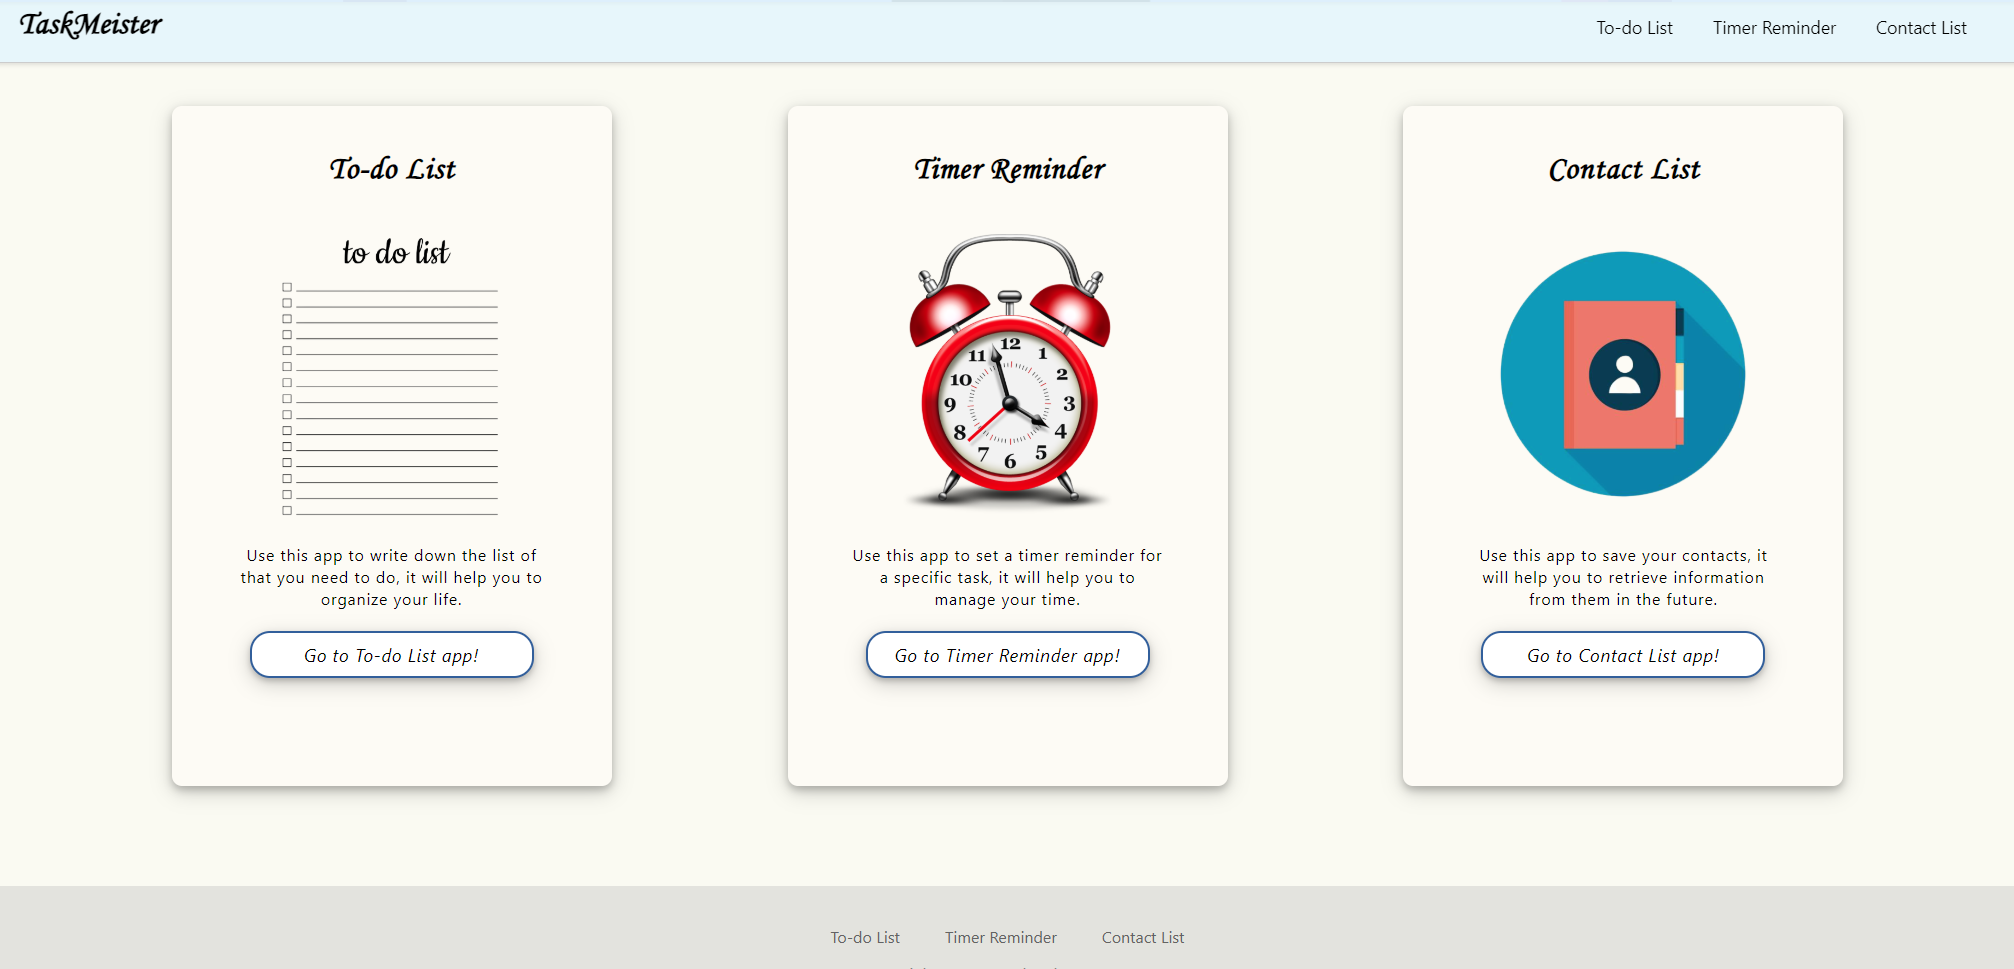 TaskMeister
To-do List
Timer Reminder
Contact List
To-do List
to do list
Use this app to write down the list of
that you need to do, it will help you to
organize your life.
Go to To-do List app!
Timer Reminder
12
1
2
3
4
5
6
7
8
9
10
11
Use this app to set a timer reminder for
a specific task, it will help you to
manage your time.
Go to Timer Reminder app!
Contact List
Use this app to save your contacts, it
will help you to retrieve information
from them in the future.
Go to Contact List app!
To-do List
Timer Reminder
Contact List